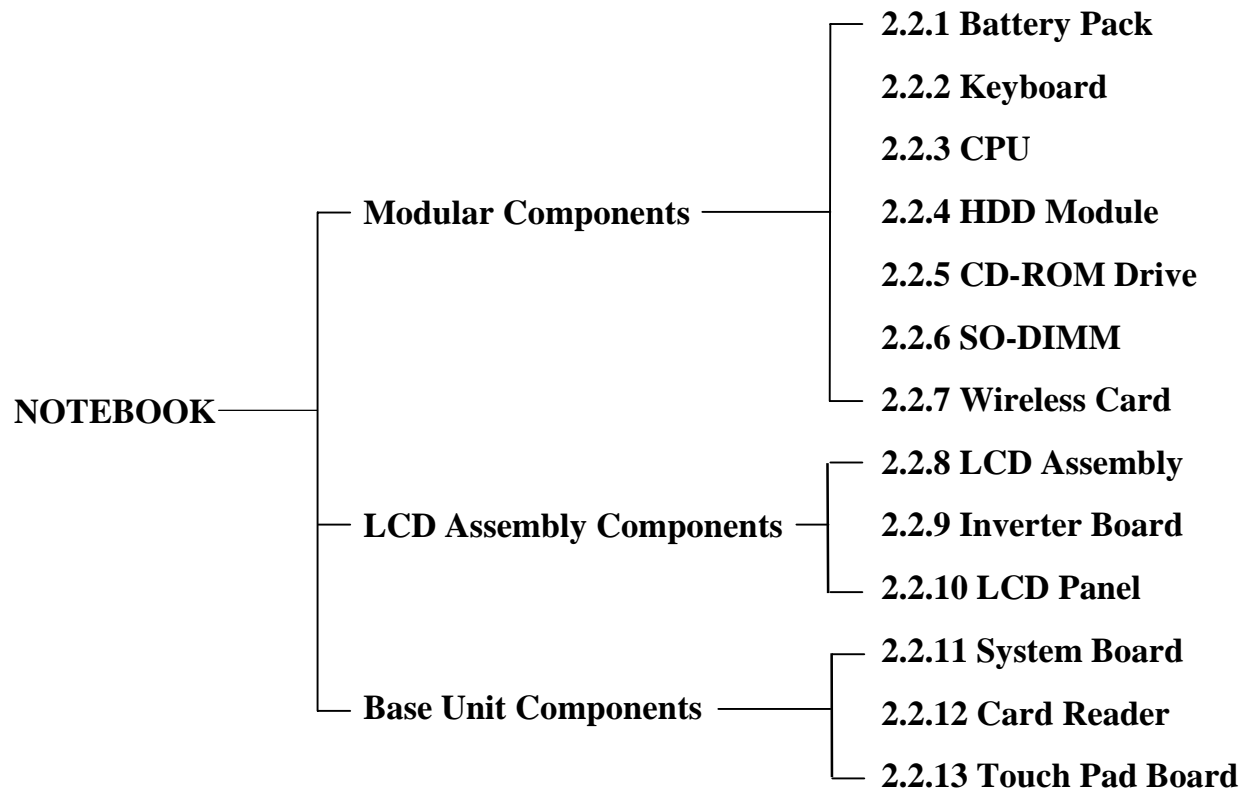 2.2.1 Battery Pack
2.2.2 Keyboard
2.2.3 CPU
Modular Components
2.2.4 HDD Module
2.2.5 CD-ROM Drive
2.2.6 SO-DIMM
NOTEBOOK
2.2.7 Wireless Card
2.2.8 LCD Assembly
LCD Assembly Components
2.2.9 Inverter Board
2.2.10 LCD Panel
2.2.11 System Board
Base Unit Components
2.2.12 Card Reader
2.2.13 Touch Pad Board